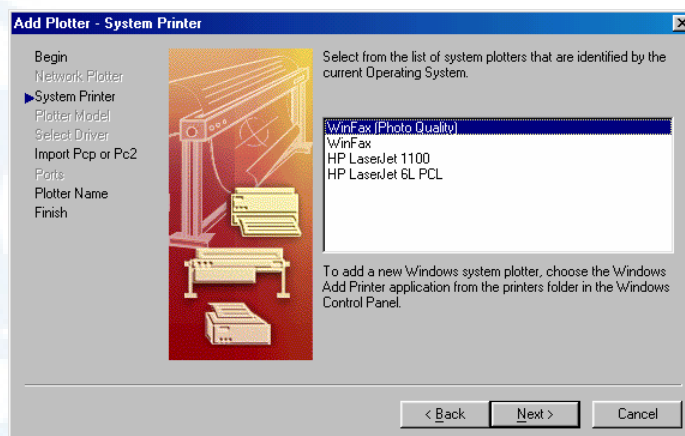 Add Plotter - System Printer
Begin
Network Plotter
System Printer
Plotter Model
Select Driver
Import Pcp or Pc2
Ports
Plotter Name
Finish
Select from the list of system plotters that are identified by the
current Operating System.
WinFax (Photo Quality)
WinFax
HP LaserJet 1100
HP LaserJet 6L PCL
To add a new Windows system plotter, choose the Windows
Add Printer application from the printers folder in the Windows
Control Panel.
< Back
Next >
Cancel